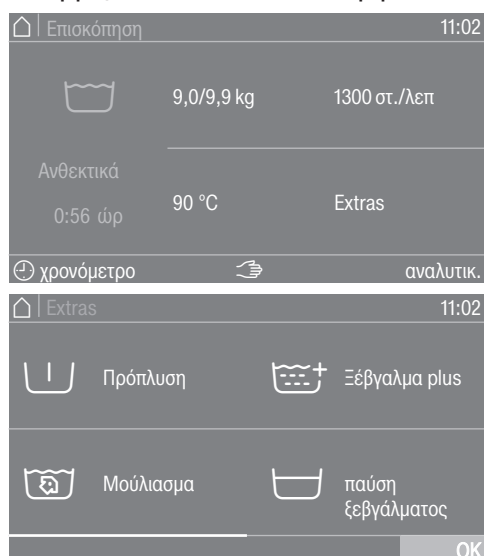 Επισκόπηση 11:02
9,0/9,9 kg 1300 στ./λεπ
Ανθεκτικά
0:56 ώρ
90 °C Extras
χρονόμετρο αναλυτικ.
Extras 11:02
Πρόπλυση Ξέβγαλμα plus
Μούλιασμα παύση
ξεβγάλματος
OK